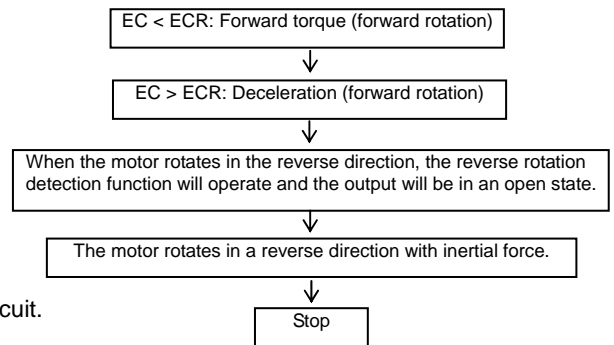 EC < ECR: Forward torque (forward rotation)
EC > ECR: Deceleration (forward rotation)
When the motor rotates in the reverse direction, the reverse rotation
detection function will operate and the output will be in an open state.
The motor rotates in a reverse direction with inertial force.
cuit.
Stop